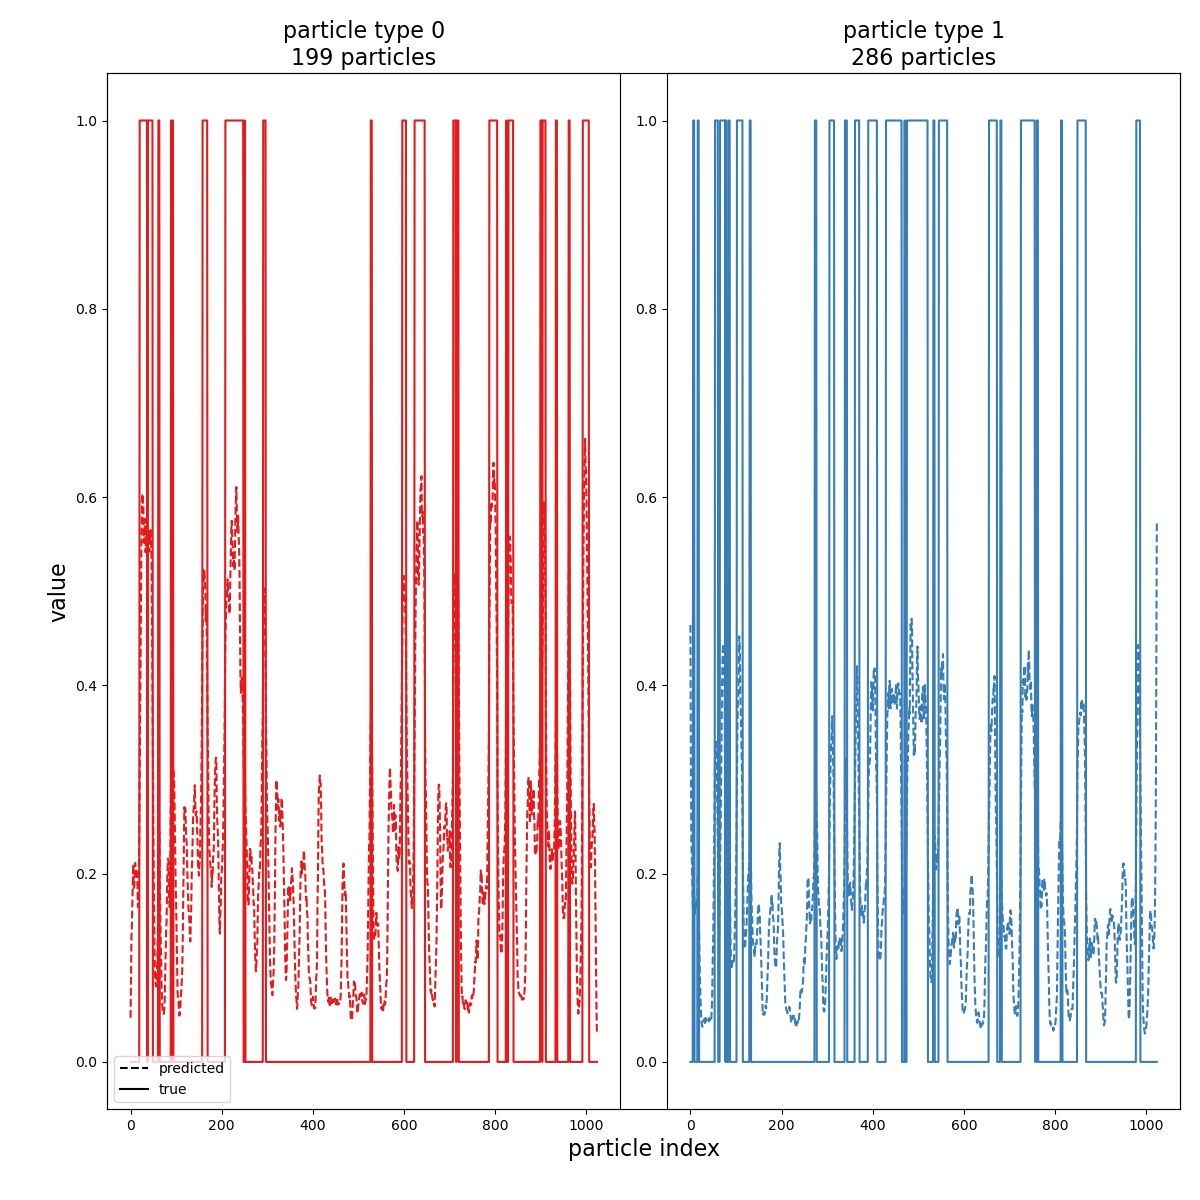 particle type 0
199 particles
particle type 1
286 particles
value
1.0
0.8
0.6
0.4
0.2
0.0
1.0
0.8
0.6
0.4
0.2
0.0
predicted
true
0 200 400 600 800 1000
0 200 400 600 800 1000
particle index